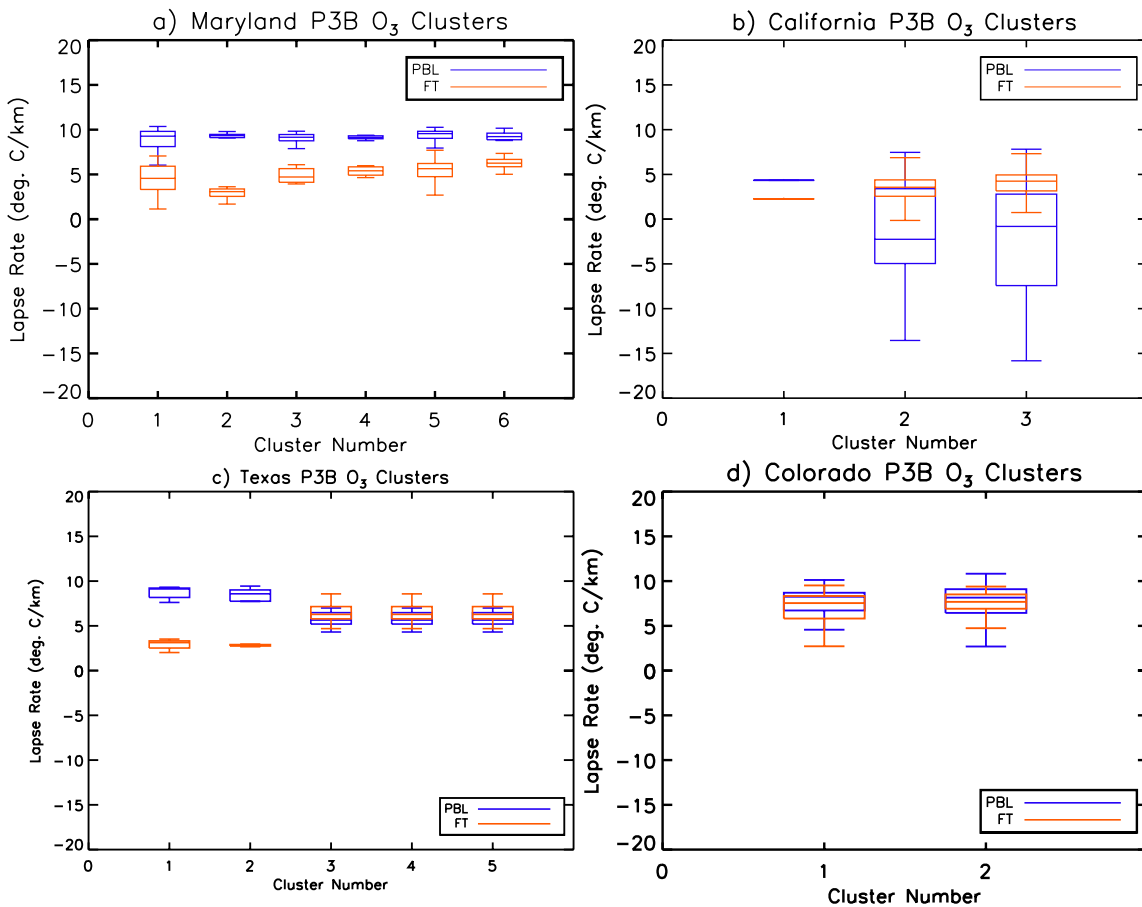 a) Maryland P3B O3 Clusters
20
15
10
5
0
−5
−10
−15
−20
Lapse Rate (deg. C/km)
PBL
FT
0 1 2 3 4 5 6
Cluster Number
b) California P3B O3 Clusters
20
15
10
5
0
−5
−10
−15
−20
Lapse Rate (deg. C/km)
PBL
FT
0 1 2 3
Cluster Number
c) Texas P3B O3 Clusters
20
15
10
5
0
−5
−10
−15
−20
Lapse Rate (deg. C/km)
PBL
FT
0 1 2 3 4 5
Cluster Number
d) Colorado P3B O3 Clusters
20
15
10
5
0
−5
−10
−15
−20
Lapse Rate (deg. C/km)
PBL
FT
0 1 2
Cluster Number